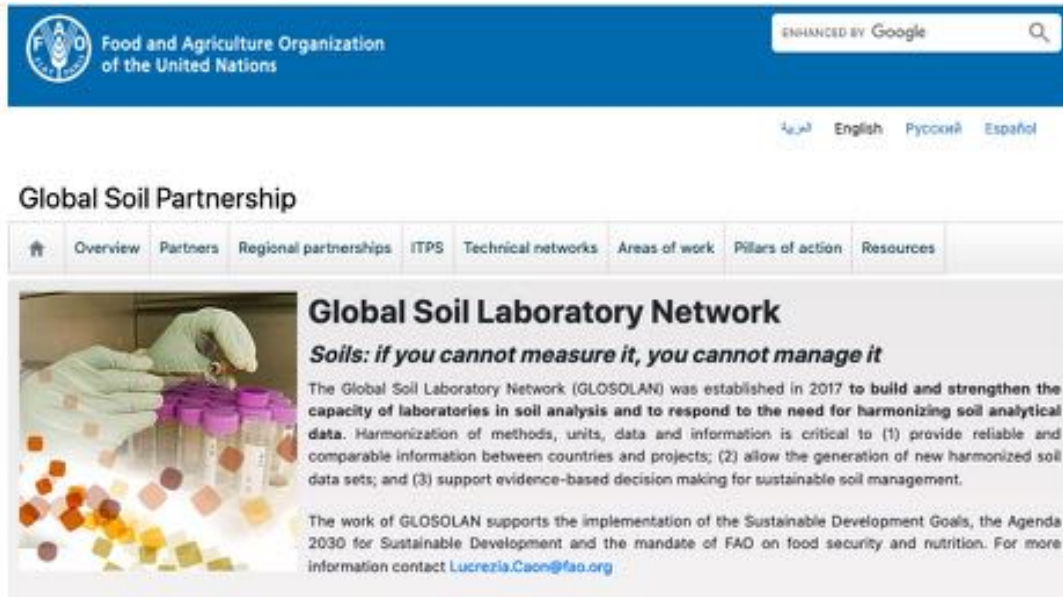 F A O
FIAT PANIS
Food and Agriculture Organization
of the United Nations
ENHANCED BY Google
العربية English Русский Español
Global Soil Partnership
Overview Partners Regional partnerships ITPS Technical networks Areas of work Pillars of action Resources
Global Soil Laboratory Network
Soils: if you cannot measure it, you cannot manage it
The Global Soil Laboratory Network (GLOSOLAN) was established in 2017 to build and strengthen the
capacity of laboratories in soil analysis and to respond to the need for harmonizing soil analytical
data. Harmonization of methods, units, data and information is critical to (1) provide reliable and
comparable information between countries and projects; (2) allow the generation of new harmonized soil
data sets; and (3) support evidence-based decision making for sustainable soil management.
The work of GLOSOLAN supports the implementation of the Sustainable Development Goals, the Agenda
2030 for Sustainable Development and the mandate of FAO on food security and nutrition. For more
information contact Lucrezia.Caon@fao.org